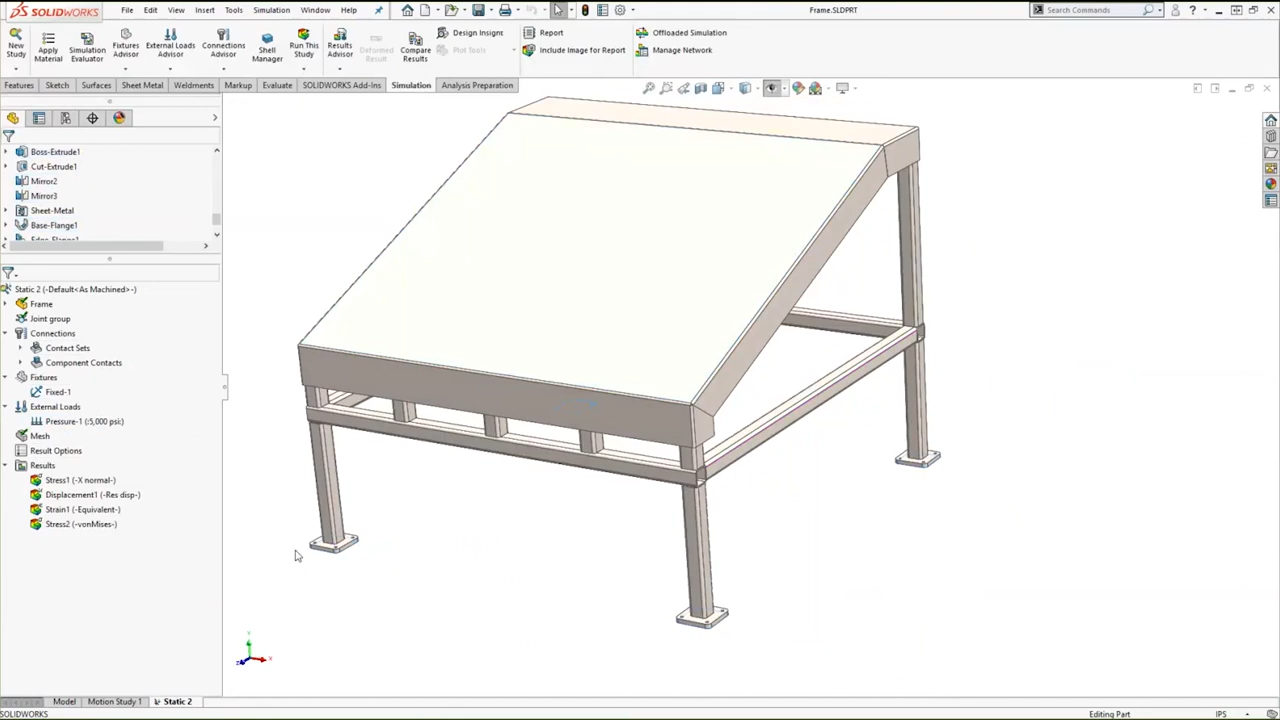 SOLIDWORKS
File Edit View Insert Tools Simulation Window Help
Frame.SLDPRT
Search Commands
New Study
Apply Material
Simulation Evaluator
Fixtures Advisor
External Loads Advisor
Connections Advisor
Shell Manager
Run This Study
Results Advisor
Deformed Result
Compare Results
Design Insight
Plot Tools
Report
Include Image for Report
Offloaded Simulation
Manage Network
Features Sketch Surfaces Sheet Metal Weldments Markup Evaluate SOLIDWORKS Add-Ins Simulation Analysis Preparation
Boss-Extrude1
Cut-Extrude1
Mirror2
Mirror3
Sheet-Metal
Base-Flange1
Edge-Flange1
Static 2 (-Default<As Machined>-)
Frame
Joint group
Connections
Contact Sets
Component Contacts
Fixtures
Fixed-1
External Loads
Pressure-1 (:5,000 psi:)
Mesh
Result Options
Results
Stress1 (-X normal-)
Displacement1 (-Res disp-)
Strain1 (-Equivalent-)
Stress2 (-vonMises-)
Y
Z
X
Model Motion Study 1 Static 2
SOLIDWORKS
Editing Part
IPS